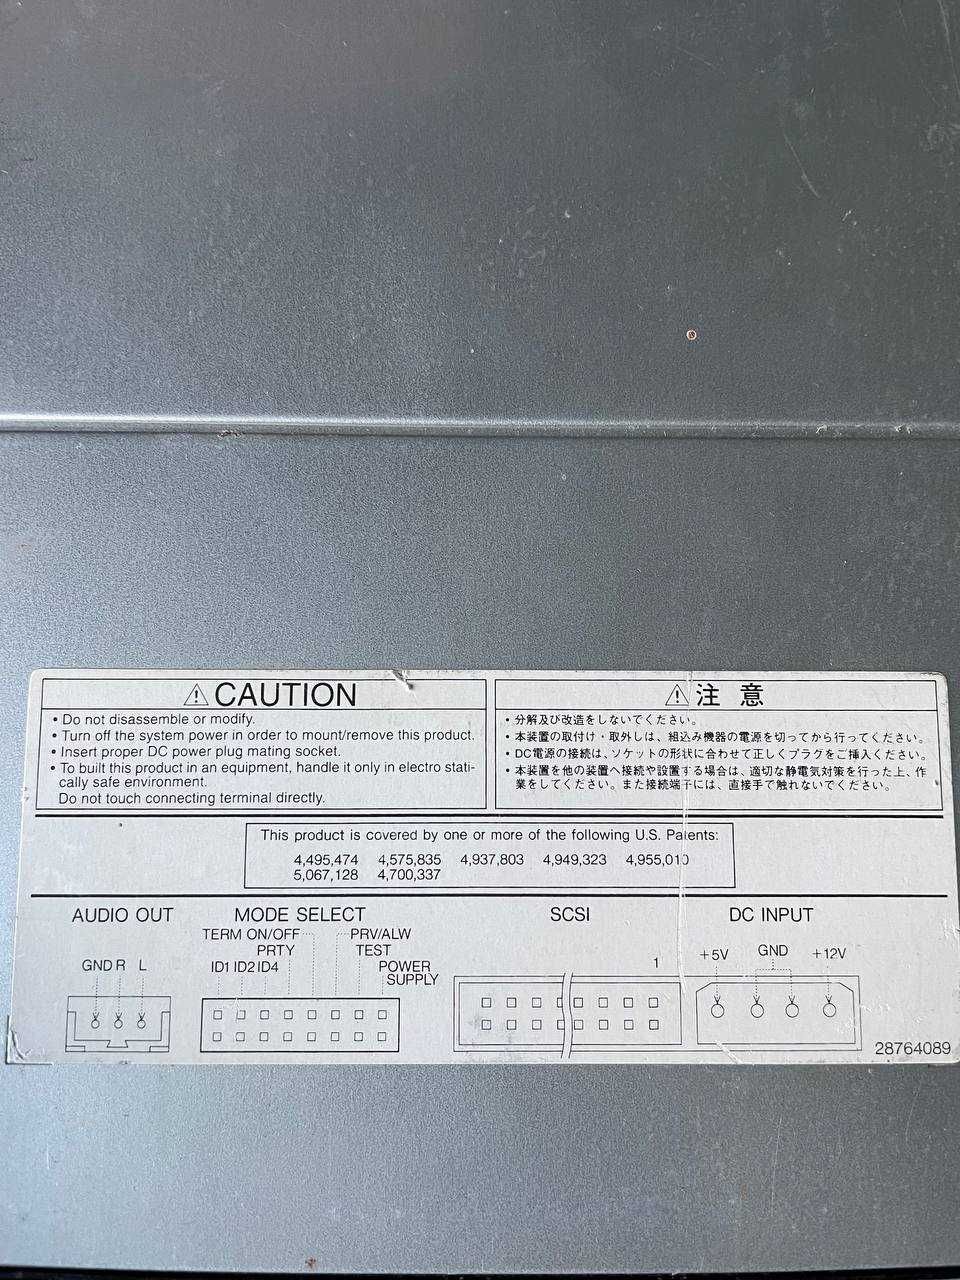 ⚠ CAUTION
• Do not disassemble or modify.
• Turn off the system power in order to mount/remove this product.
• Insert proper DC power plug mating socket.
• To built this product in an equipment, handle it only in electro stati-
cally safe environment.
Do not touch connecting terminal directly.
⚠ 注 意
・分解及び改造をしないでください。
・本装置の取付け・取外しは、組込み機器の電源を切ってから行ってください。
・DC電源の接続は、ソケットの形状に合わせて正しくプラグをご挿入ください。
・本装置を他の装置へ接続や設置する場合は、適切な静電気対策を行った上、作
業をしてください。また接続端子には、直接手で触れないでください。
This product is covered by one or more of the following U.S. Patents:
4,495,474 4,575,835 4,937,803 4,949,323 4,955,010
5,067,128 4,700,337
AUDIO OUT
GND R L
MODE SELECT
TERM ON/OFF PRV/ALW
PRTY TEST
ID1 ID2 ID4 POWER
SUPPLY
SCSI
1
DC INPUT
+5V GND +12V
28764089